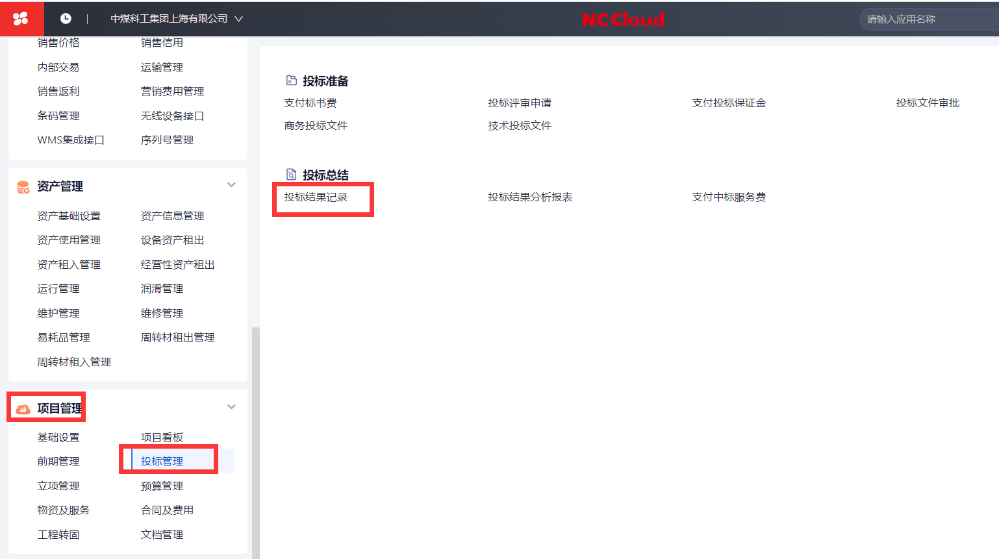 中煤科工集团上海有限公司
NC Cloud
请输入应用名称
销售价格 销售信用
内部交易 运输管理
销售返利 营销费用管理
条码管理 无线设备接口
WMS集成接口 序列号管理
资产管理
资产基础设置 资产信息管理
资产使用管理 设备资产租出
资产租入管理 经营性资产租出
运行管理 润滑管理
维护管理 维修管理
易耗品管理 周转材租出管理
周转材租入管理
项目管理
基础设置 项目看板
前期管理 投标管理
立项管理 预算管理
物资及服务 合同及费用
工程转固 文档管理
投标准备
支付标书费 投标评审申请 支付投标保证金 投标文件审批
商务投标文件 技术投标文件
投标总结
投标结果记录 投标结果分析报表 支付中标服务费